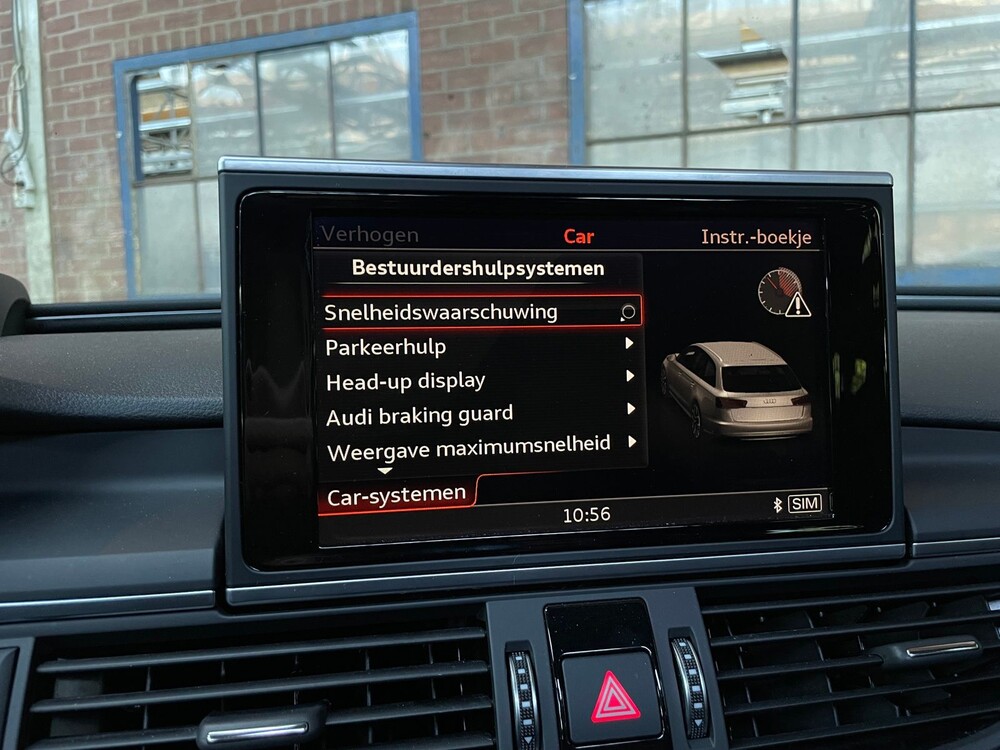 Verhogen Car Instr.-boekje
Bestuurdershulpsystemen
Snelheidswaarschuwing
Parkeerhulp
Head-up display
Audi braking guard
Weergave maximumsnelheid
Car-systemen
10:56 SIM